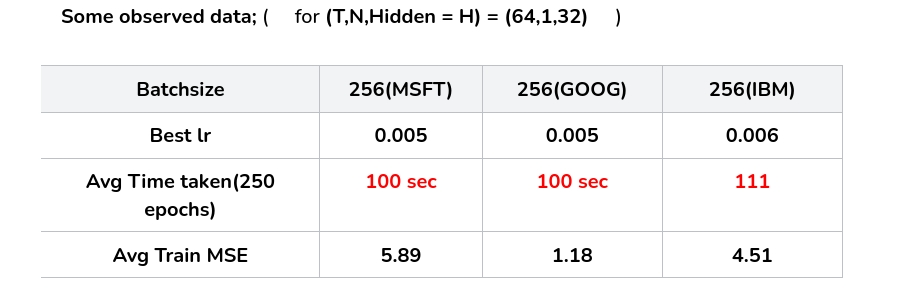 Some observed data; ( for (T,N,Hidden = H) = (64,1,32) )
Batchsize 256(MSFT) 256(GOOG) 256(IBM)
Best lr 0.005 0.005 0.006
Avg Time taken(250 100 sec 100 sec 111
epochs)
Avg Train MSE 5.89 1.18 4.51